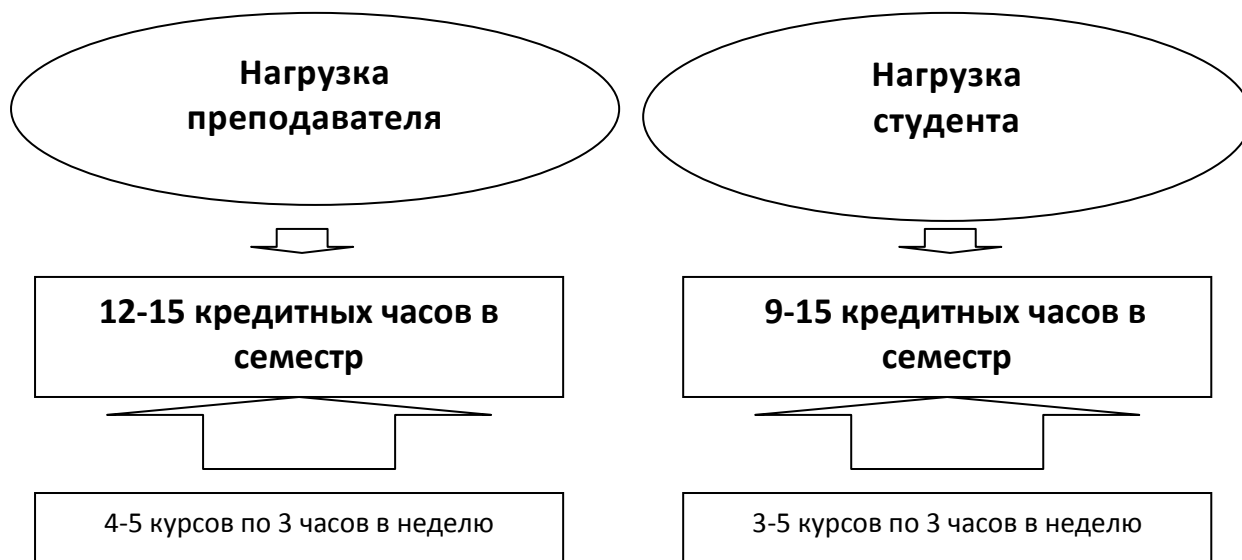 Нагрузка
преподавателя
Нагрузка
студента
12-15 кредитных часов в
семестр
9-15 кредитных часов в
семестр
4-5 курсов по 3 часов в неделю
3-5 курсов по 3 часов в неделю